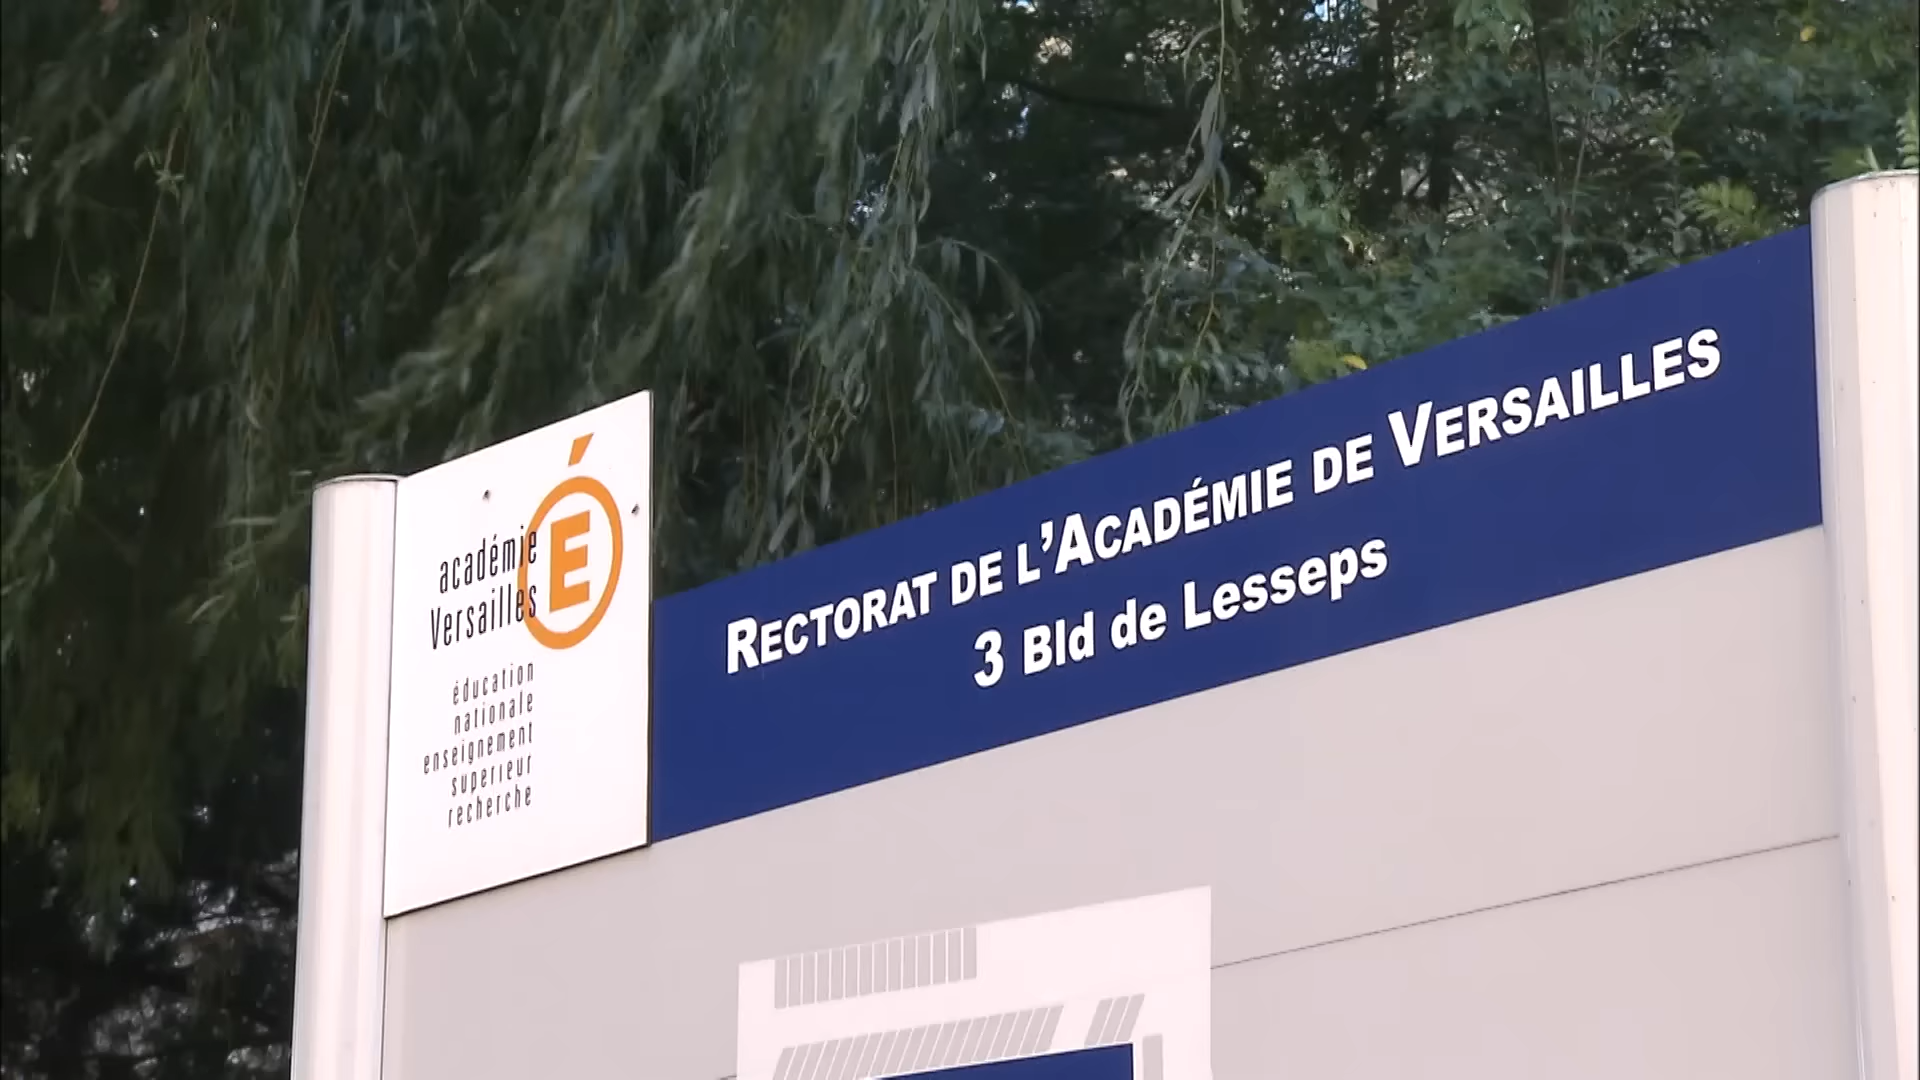 académie
Versailles
É
éducation
nationale
enseignement
supérieur
recherche
RECTORAT DE L'ACADÉMIE DE VERSAILLES
3 Bld de Lesseps